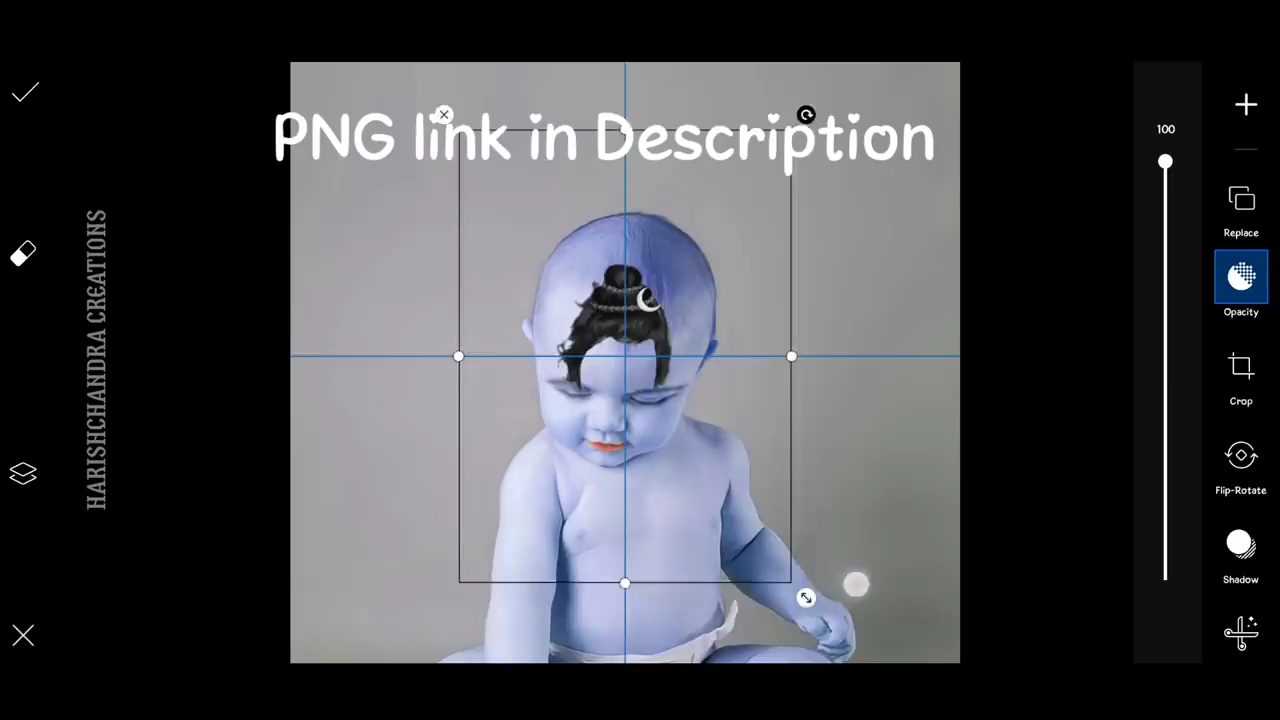 PNG link in Description
HARISHCHANDRA CREATIONS
100
Replace
Opacity
Crop
Flip-Rotate
Shadow